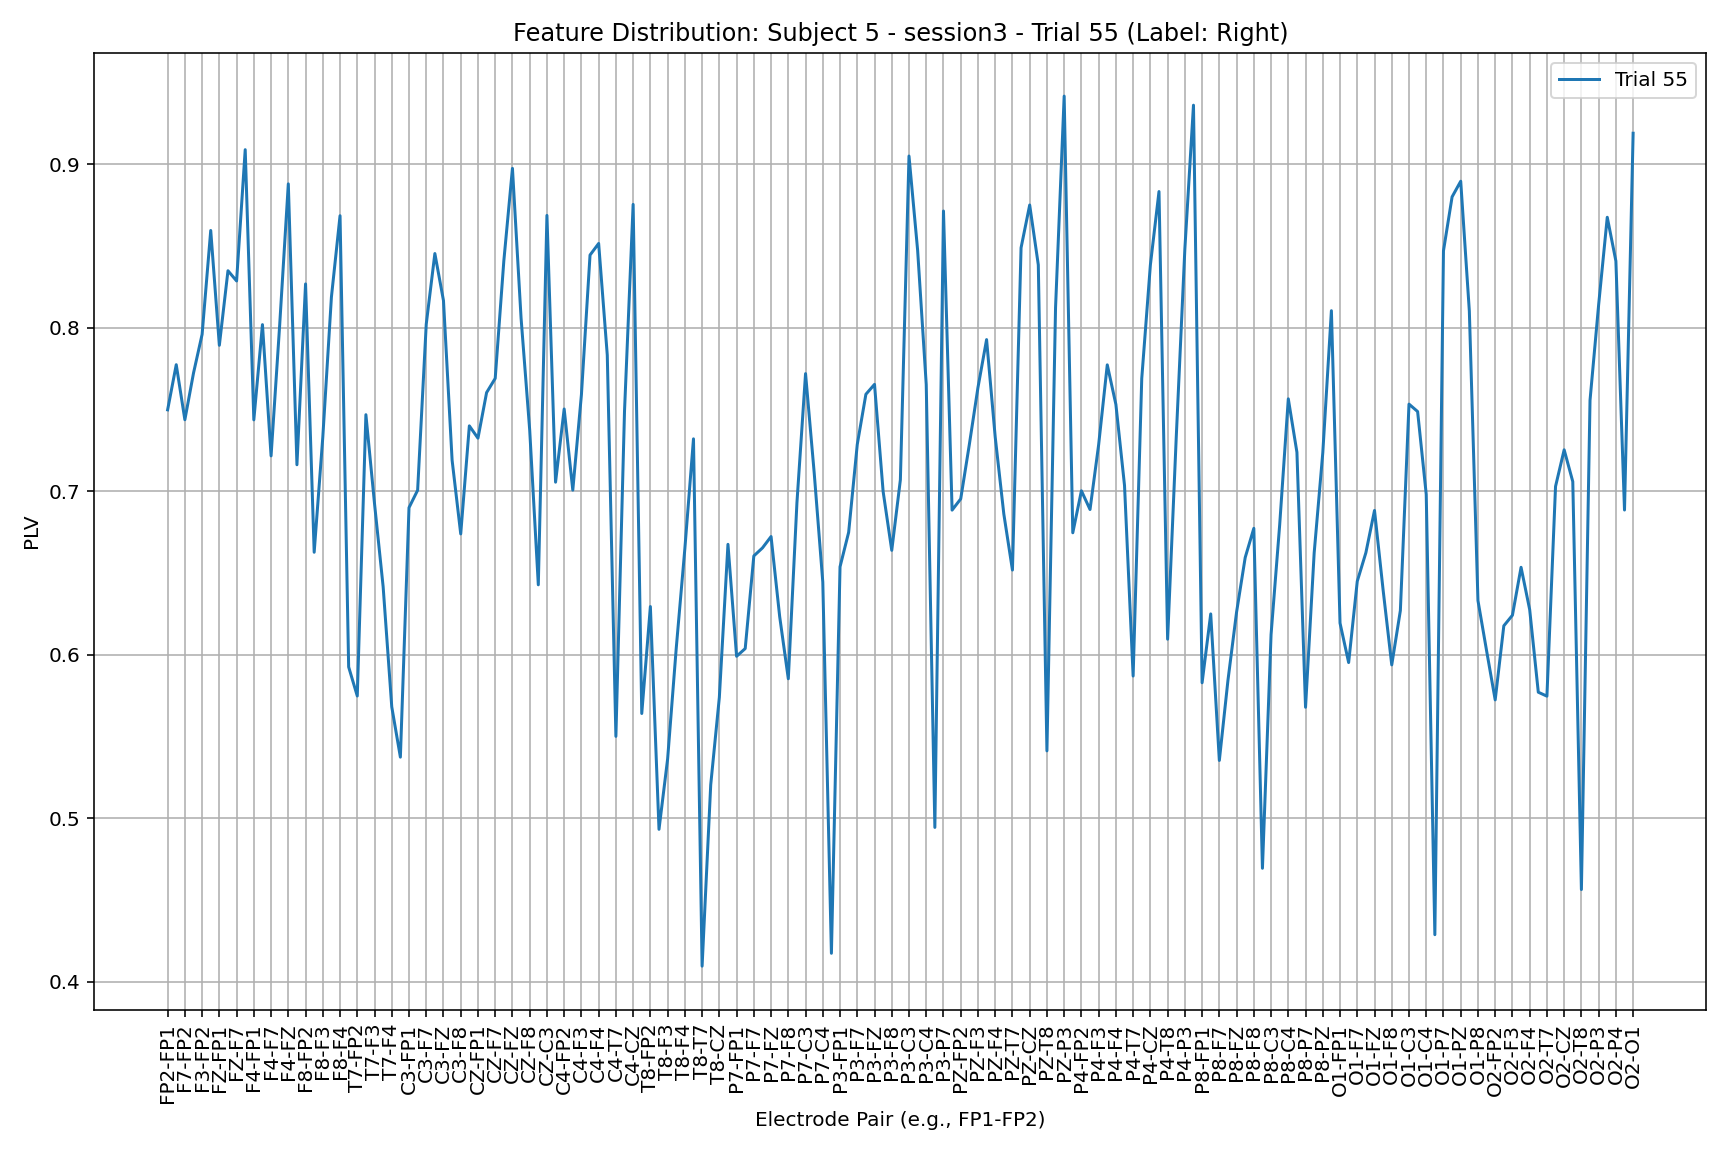 Feature Distribution: Subject 5 - session3 - Trial 55 (Label: Right)
Trial 55
PLV
0.9
0.8
0.7
0.6
0.5
0.4
FP2-FP1
F7-FP2
F3-FP2
FZ-FP1
FZ-F7
F4-FP1
F4-F7
F4-FZ
F8-FP2
F8-F3
F8-F4
T7-FP2
T7-F3
T7-F4
C3-FP1
C3-F7
C3-FZ
C3-F8
CZ-FP1
CZ-F7
CZ-FZ
CZ-F8
CZ-C3
C4-FP2
C4-F3
C4-F4
C4-T7
C4-CZ
T8-FP2
T8-F3
T8-F4
T8-T7
T8-CZ
P7-FP1
P7-F7
P7-FZ
P7-F8
P7-C3
P7-C4
P3-FP1
P3-F7
P3-FZ
P3-F8
P3-C3
P3-C4
P3-P7
PZ-FP2
PZ-F3
PZ-F4
PZ-T7
PZ-CZ
PZ-T8
PZ-P3
P4-FP2
P4-F3
P4-F4
P4-T7
P4-CZ
P4-T8
P4-P3
P8-FP1
P8-F7
P8-FZ
P8-F8
P8-C3
P8-C4
P8-P7
P8-PZ
O1-FP1
O1-F7
O1-FZ
O1-F8
O1-C3
O1-C4
O1-P7
O1-PZ
O1-P8
O2-FP2
O2-F3
O2-F4
O2-T7
O2-CZ
O2-T8
O2-P3
O2-P4
O2-O1
Electrode Pair (e.g., FP1-FP2)